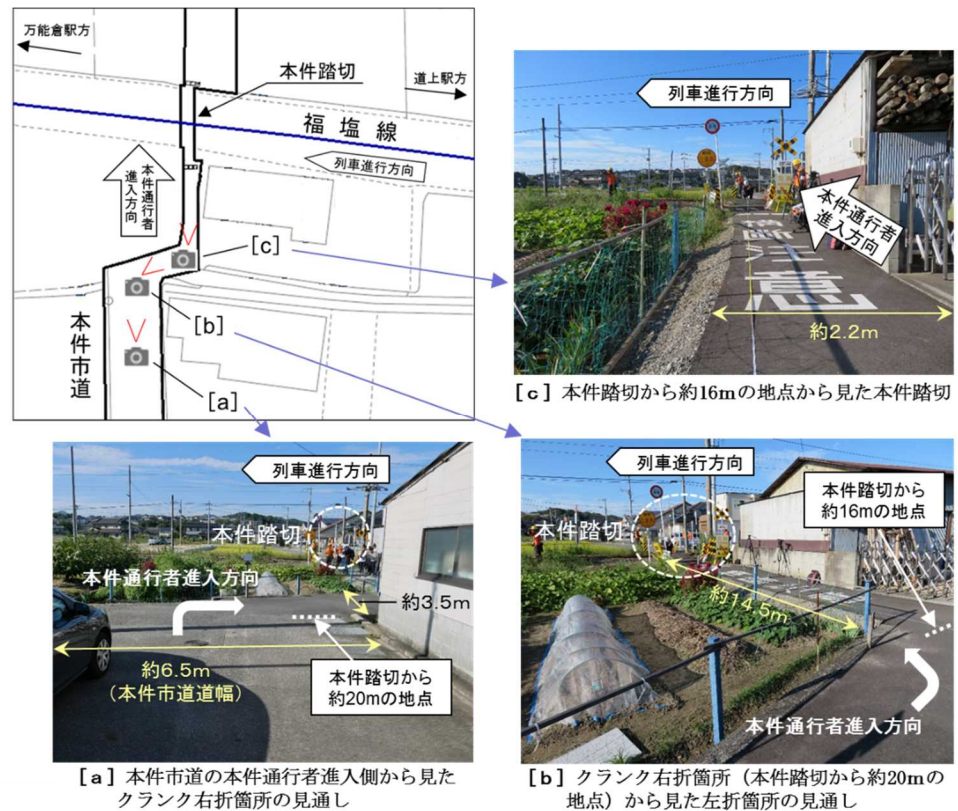 万能倉駅方
本件踏切
道上駅方
福塩線
列車進行方向
本件通行者
進入方向
[c]
[b]
本件市道
[a]
列車進行方向
本件通行者
進入方向
約2.2m
[c] 本件踏切から約16mの地点から見た本件踏切
列車進行方向
本件踏切
本件通行者進入方向
約3.5m
約6.5m
(本件市道道幅)
本件踏切から
約20mの地点
[a] 本件市道の本件通行者進入側から見た
クランク右折箇所の見通し
列車進行方向
本件踏切から
約16mの地点
本件踏切
約14.5m
本件通行者進入方向
[b] クランク右折箇所（本件踏切から約20mの
地点）から見た左折箇所の見通し